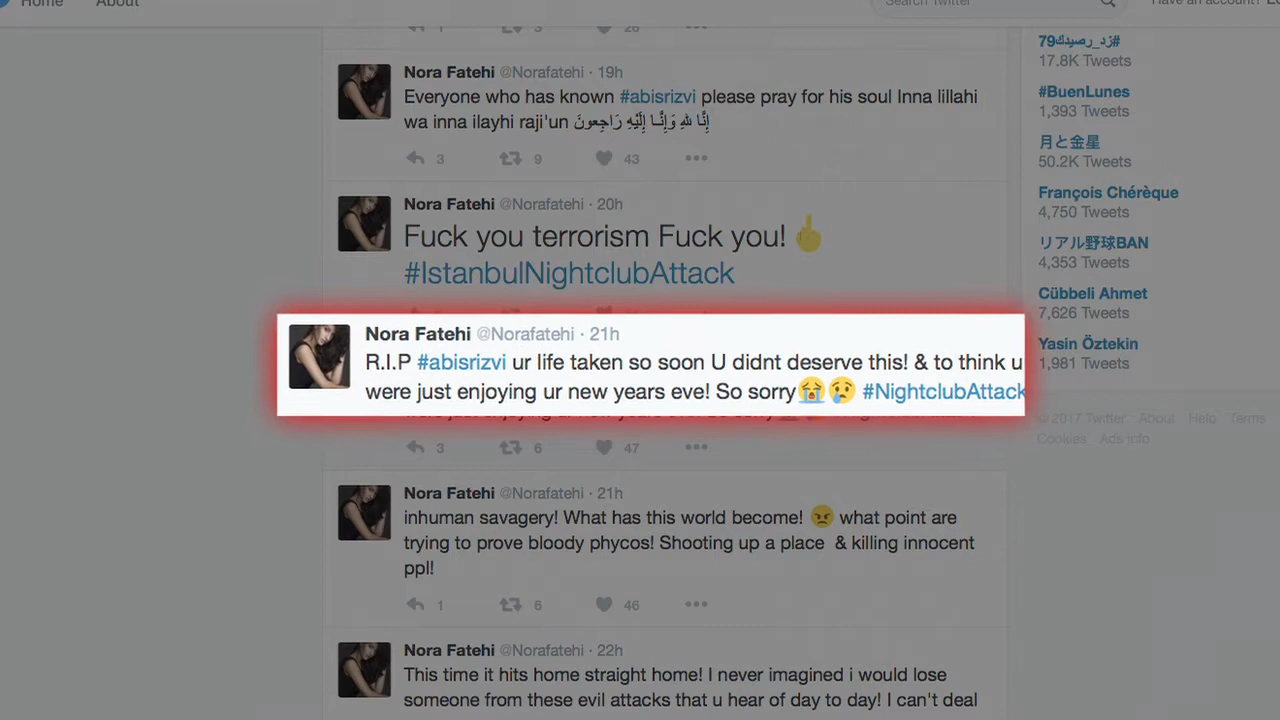 Home About Search Twitter Have an account?
1 3 26
Nora Fatehi @Norafatehi · 19h
Everyone who has known #abisrizvi please pray for his soul Inna lillahi
wa inna ilayhi raji'un إِنَّا لِلّهِ وَإِنَّـا إِلَيْهِ رَاجِعونَ
3 9 43
Nora Fatehi @Norafatehi · 20h
Fuck you terrorism Fuck you! 🖕
#IstanbulNightclubAttack
Nora Fatehi @Norafatehi · 21h
R.I.P #abisrizvi ur life taken so soon U didnt deserve this! & to think u
were just enjoying ur new years eve! So sorry😭😢 #NightclubAttack
3 6 47
Nora Fatehi @Norafatehi · 21h
inhuman savagery! What has this world become! 😠 what point are
trying to prove bloody phycos! Shooting up a place & killing innocent
ppl!
1 6 46
Nora Fatehi @Norafatehi · 22h
This time it hits home straight home! I never imagined i would lose
someone from these evil attacks that u hear of day to day! I can't deal
#زد_رصيدك79
17.8K Tweets
#BuenLunes
1,393 Tweets
月と金星
50.2K Tweets
François Chérèque
4,750 Tweets
リアル野球BAN
4,353 Tweets
Cübbeli Ahmet
7,626 Tweets
Yasin Öztekin
1,981 Tweets
© 2017 Twitter About Help Terms
Cookies Ads info